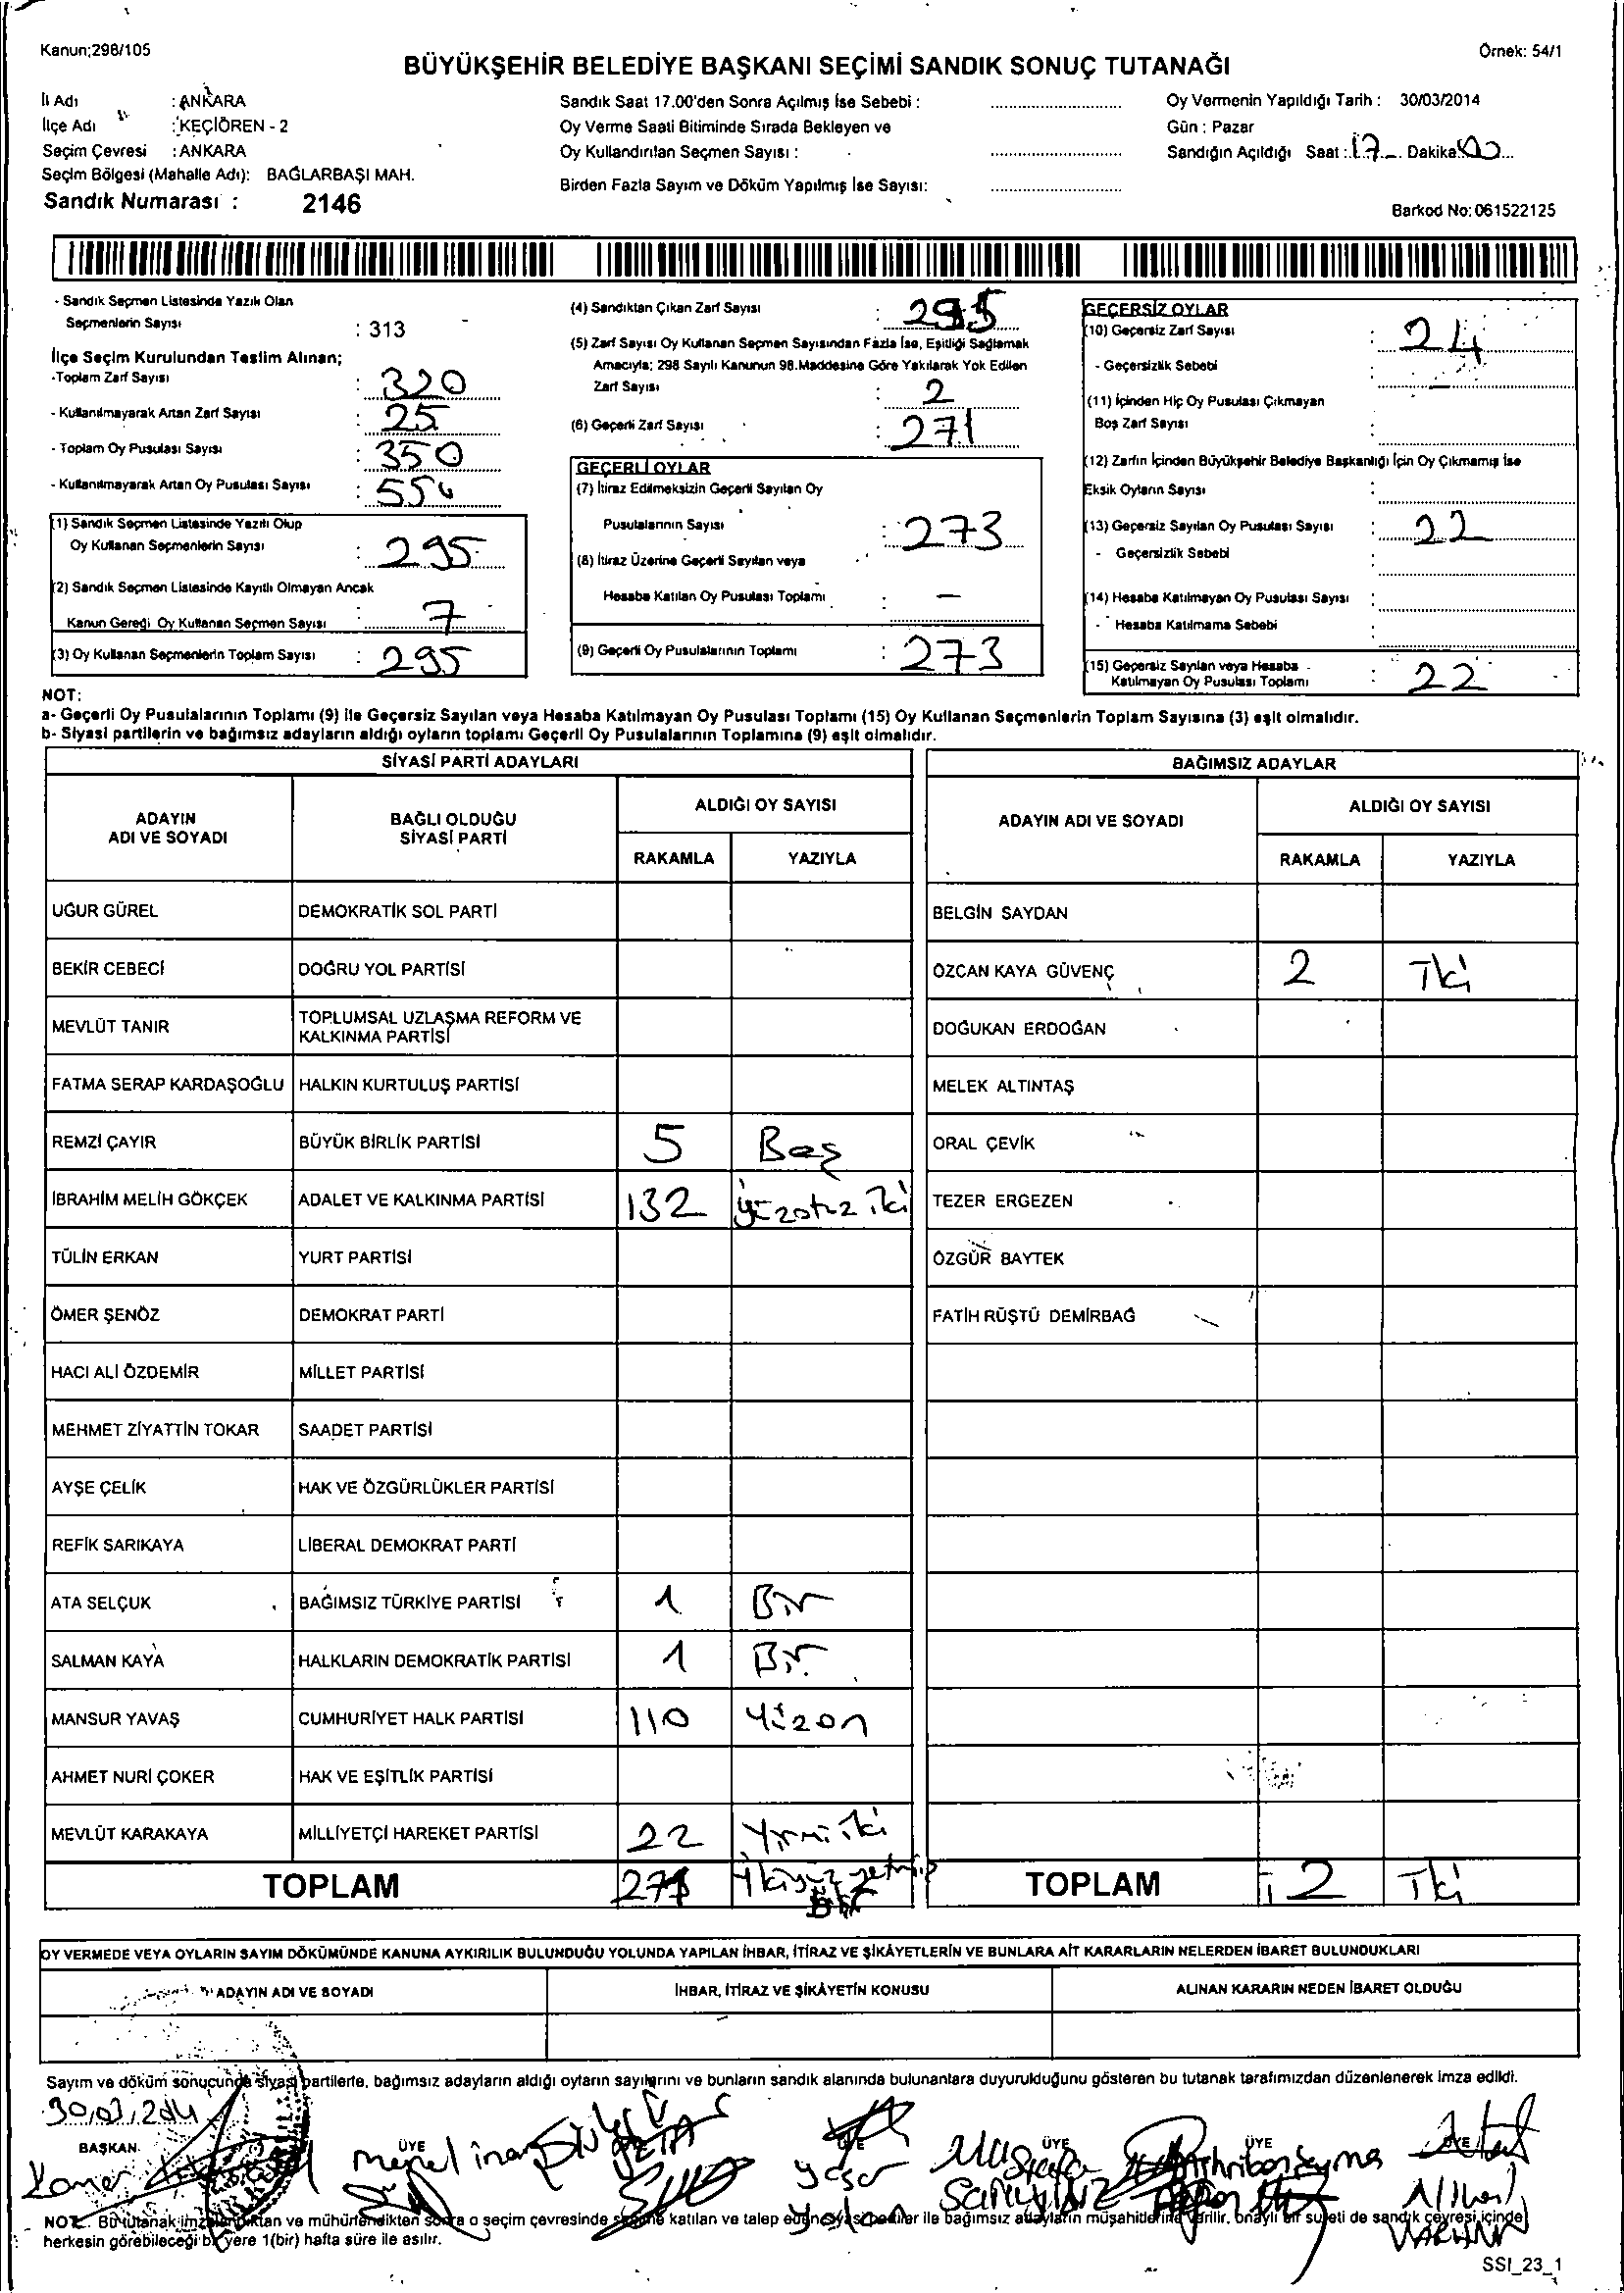 Kanun;298/105
Örnek: 54/1
BÜYÜKŞEHİR BELEDİYE BAŞKANI SEÇİMİ SANDIK SONUÇ TUTANAĞI
İl Adı : ANKARA
İlçe Adı : KEÇİÖREN - 2
Seçim Çevresi : ANKARA
Seçim Bölgesi (Mahalle Adı): BAĞLARBAŞI MAH.
Sandık Numarası : 2146
Sandık Saat 17.00'den Sonra Açılmış İse Sebebi :
Oy Verme Saati Bitiminde Sırada Bekleyen ve
Oy Kullandırılan Seçmen Sayısı :
Birden Fazla Sayım ve Döküm Yapılmış İse Sayısı:
Oy Vermenin Yapıldığı Tarih : 30/03/2014
Gün : Pazar
Sandığın Açıldığı Saat : 17 Dakika 00
Barkod No: 061522125
- Sandık Seçmen Listesinde Yazılı Olan
Seçmenlerin Sayısı : 313
İlçe Seçim Kurulundan Teslim Alınan;
-Toplam Zarf Sayısı : 320
- Kullanılmayarak Artan Zarf Sayısı : 25
- Toplam Oy Pusulası Sayısı : 350
- Kullanılmayarak Artan Oy Pusulası Sayısı :
(1) Sandık Seçmen Listesinde Yazılı Olup
Oy Kullanan Seçmenlerin Sayısı : 295
(2) Sandık Seçmen Listesinde Kayıtlı Olmayan Ancak
Kanun Gereği Oy Kullanan Seçmen Sayısı : 7
(3) Oy Kullanan Seçmenlerin Toplam Sayısı : 295
(4) Sandıktan Çıkan Zarf Sayısı : 295
(5) Zarf Sayısı Oy Kullanan Seçmen Sayısından Fazla İse, Eşitliği Sağlamak
Amacıyla; 298 Sayılı Kanunun 98.Maddesine Göre Yakılarak Yok Edilen
Zarf Sayısı : 2
(6) Geçerli Zarf Sayısı : 271
GEÇERLİ OYLAR
(7) İtiraz Edilmeksizin Geçerli Sayılan Oy
Pusulalarının Sayısı : 273
(8) İtiraz Üzerine Geçerli Sayılan veya
Hesaba Katılan Oy Pusulası Toplamı : -
(9) Geçerli Oy Pusulalarının Toplamı : 273
GEÇERSİZ OYLAR
(10) Geçersiz Zarf Sayısı : 24
- Geçersizlik Sebebi :
(11) İçinden Hiç Oy Pusulası Çıkmayan
Boş Zarf Sayısı :
(12) Zarfın İçinden Büyükşehir Belediye Başkanlığı İçin Oy Çıkmamış İse
Eksik Oyların Sayısı :
(13) Geçersiz Sayılan Oy Pusulası Sayısı : 22
- Geçersizlik Sebebi :
(14) Hesaba Katılmayan Oy Pusulası Sayısı :
- Hesaba Katılmama Sebebi :
(15) Geçersiz Sayılan veya Hesaba
Katılmayan Oy Pusulası Toplamı : 22
NOT:
a- Geçerli Oy Pusulalarının Toplamı (9) ile Geçersiz Sayılan veya Hesaba Katılmayan Oy Pusulası Toplamı (15) Oy Kullanan Seçmenlerin Toplam Sayısına (3) eşit olmalıdır.
b- Siyasi partilerin ve bağımsız adayların aldığı oyların toplamı Geçerli Oy Pusulalarının Toplamına (9) eşit olmalıdır.
SİYASİ PARTİ ADAYLARI
ADAYIN ADI VE SOYADI
BAĞLI OLDUĞU SİYASİ PARTİ
ALDIĞI OY SAYISI
RAKAMLA YAZIYLA
UĞUR GÜREL DEMOKRATİK SOL PARTİ
BEKİR CEBECİ DOĞRU YOL PARTİSİ
MEVLÜT TANIR TOPLUMSAL UZLAŞMA REFORM VE
KALKINMA PARTİSİ
FATMA SERAP KARDAŞOĞLU HALKIN KURTULUŞ PARTİSİ
REMZİ ÇAYIR BÜYÜK BİRLİK PARTİSİ 5 Beş
İBRAHİM MELİH GÖKÇEK ADALET VE KALKINMA PARTİSİ 132 yüzotuz iki
TÜLİN ERKAN YURT PARTİSİ
ÖMER ŞENÖZ DEMOKRAT PARTİ
HACI ALİ ÖZDEMİR MİLLET PARTİSİ
MEHMET ZİYATTİN TOKAR SAADET PARTİSİ
AYŞE ÇELİK HAK VE ÖZGÜRLÜKLER PARTİSİ
REFİK SARIKAYA LİBERAL DEMOKRAT PARTİ
ATA SELÇUK BAĞIMSIZ TÜRKİYE PARTİSİ 1 Bir
SALMAN KAYA HALKLARIN DEMOKRATİK PARTİSİ 1 Bir
MANSUR YAVAŞ CUMHURİYET HALK PARTİSİ 110 Yüzon
AHMET NURİ ÇOKER HAK VE EŞİTLİK PARTİSİ
MEVLÜT KARAKAYA MİLLİYETÇİ HAREKET PARTİSİ 22 Yirmi iki
TOPLAM 271 ikiyüz yetmiş bir
BAĞIMSIZ ADAYLAR
ADAYIN ADI VE SOYADI
ALDIĞI OY SAYISI
RAKAMLA YAZIYLA
BELGİN SAYDAN
ÖZCAN KAYA GÜVENÇ 2 İki
DOĞUKAN ERDOĞAN
MELEK ALTINTAŞ
ORAL ÇEVİK
TEZER ERGEZEN
ÖZGÜR BAYTEK
FATİH RÜŞTÜ DEMİRBAĞ
TOPLAM 2 İki
OY VERMEDE VEYA OYLARIN SAYIM DÖKÜMÜNDE KANUNA AYKIRILIK BULUNDUĞU YOLUNDA YAPILAN İHBAR, İTİRAZ VE ŞİKÂYETLERİN VE BUNLARA AİT KARARLARIN NELERDEN İBARET BULUNDUKLARI
ADAYIN ADI VE SOYADI
İHBAR, İTİRAZ VE ŞİKÂYETİN KONUSU
ALINAN KARARIN NEDEN İBARET OLDUĞU
Sayım ve döküm sonucunda siyasi partilerle, bağımsız adayların aldığı oyların sayılarını ve bunların sandık alanında bulunanlara duyurulduğunu gösteren bu tutanak tarafımızdan düzenlenerek imza edildi.
30.03.2014
BAŞKAN ÜYE ÜYE ÜYE ÜYE
Yaşar Mustafa
NOT: Bu tutanak imzalandıktan ve mühürlendikten sonra o seçim çevresinde seçime katılan ve talep eden siyasi partiler ile bağımsız adayların müşahitlerine verilir, onaylı bir sureti de sandık çevresi içinde
herkesin görebileceği bir yere 1(bir) hafta süre ile asılır.
SSI_23_1